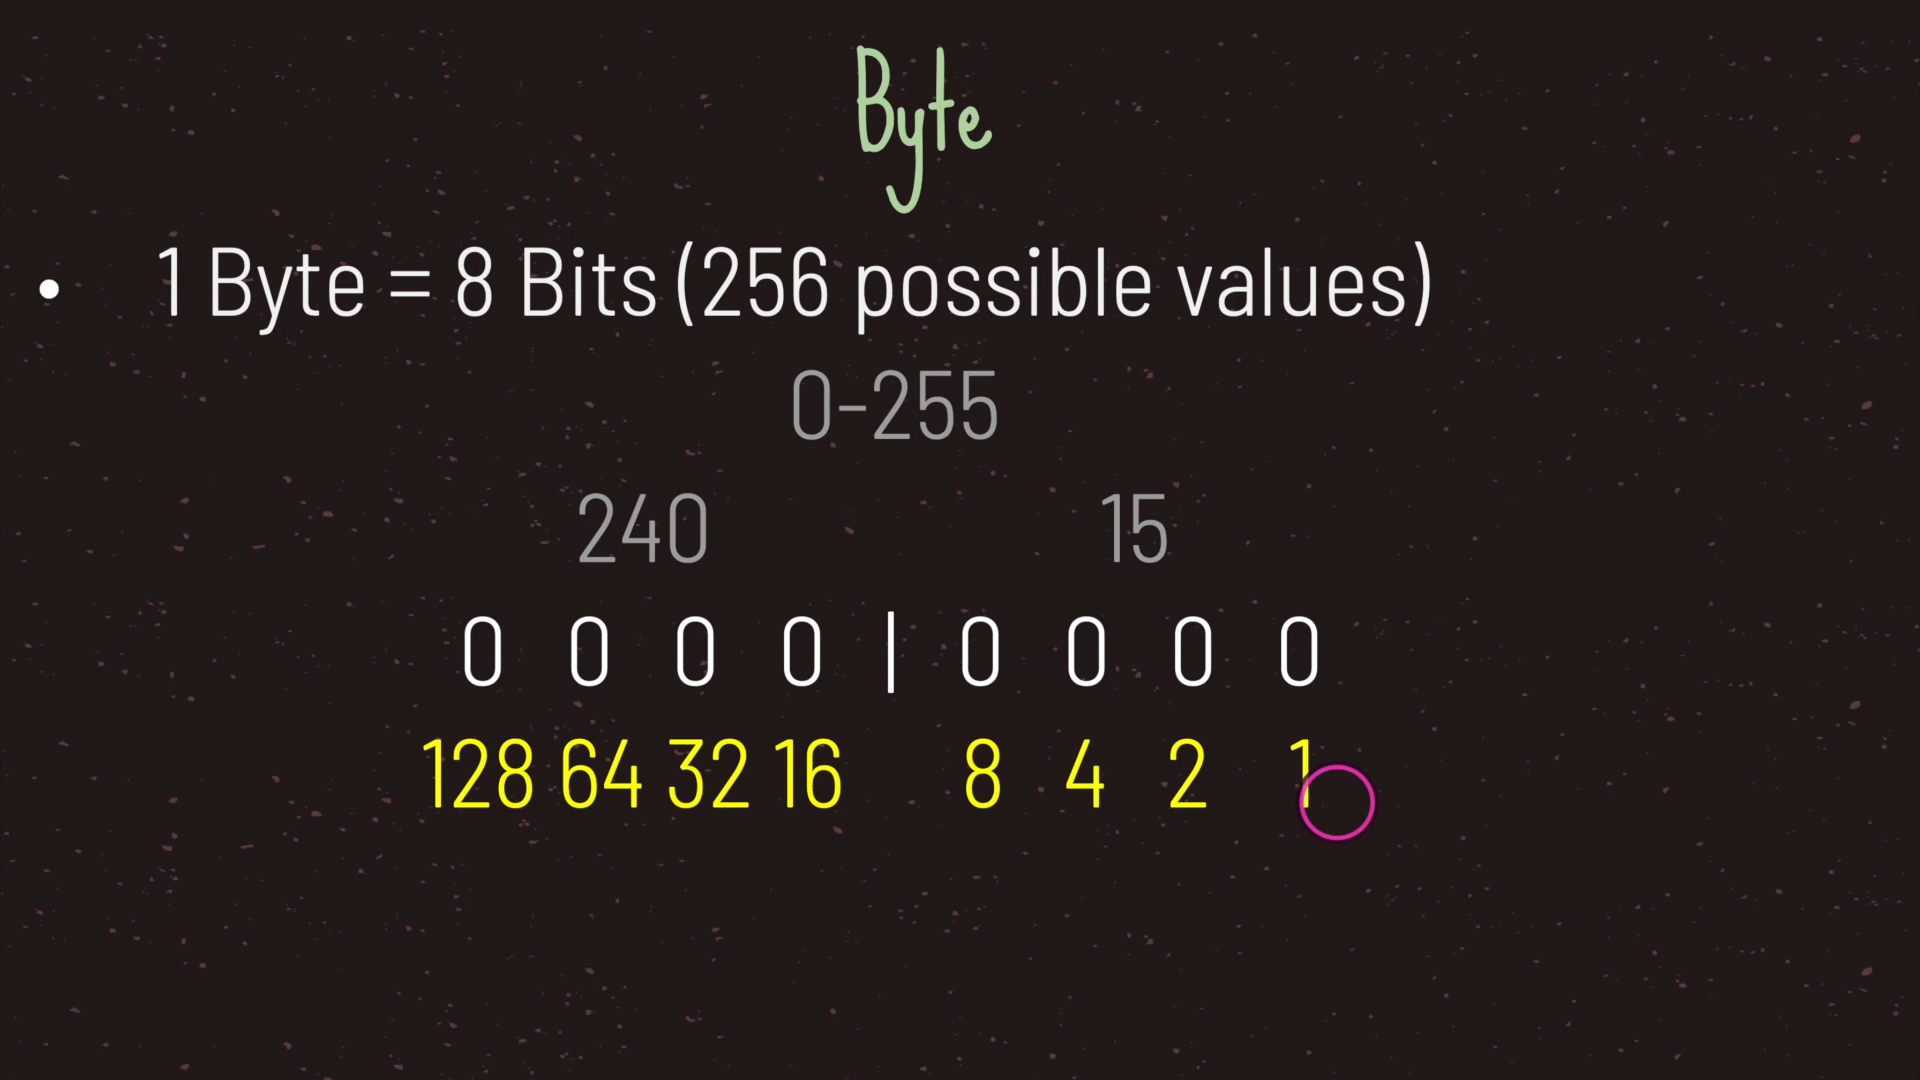 Byte
• 1 Byte = 8 Bits (256 possible values)
0-255
240 15
0 0 0 0 | 0 0 0 0
128 64 32 16 8 4 2 1